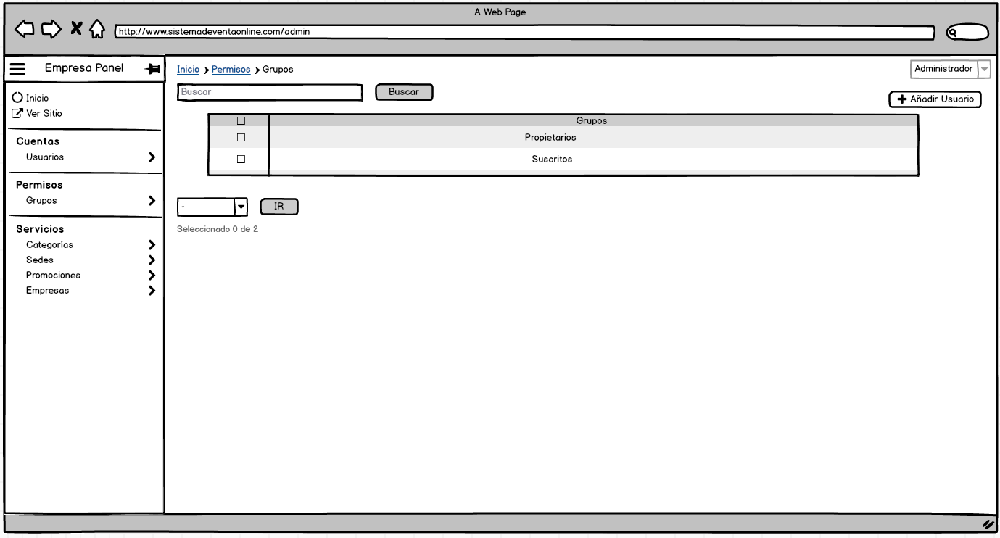 A Web Page
http://www.sistemadeventaonline.com/admin
Empresa Panel
Inicio
Ver Sitio
Cuentas
Usuarios
Permisos
Grupos
Servicios
Categorías
Sedes
Promociones
Empresas
Inicio Permisos Grupos
Administrador
Buscar
Buscar
Añadir Usuario
Grupos
Propietarios
Suscritos
-
IR
Seleccionado 0 de 2